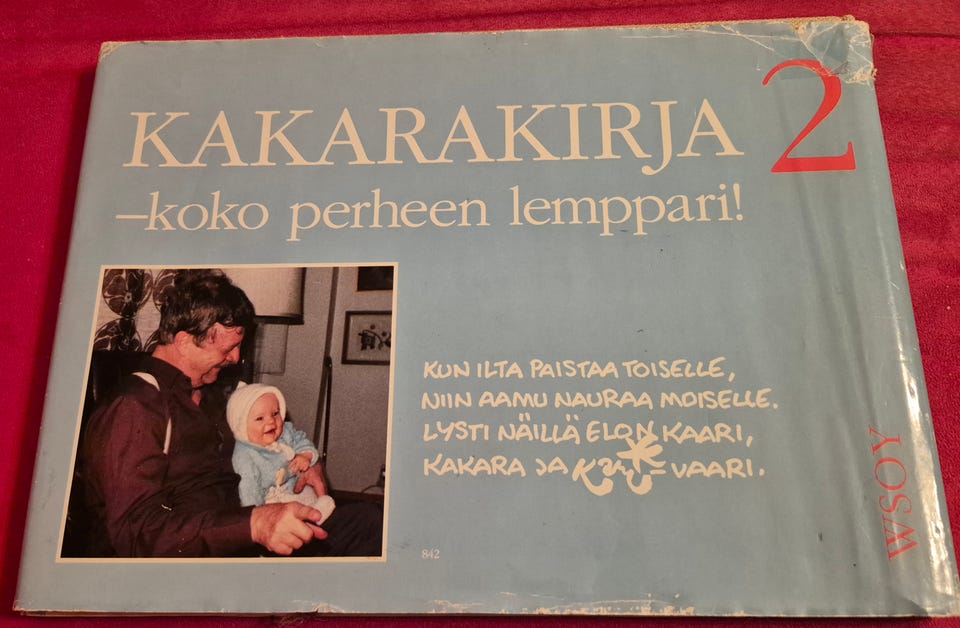 KAKARAKIRJA 2
–koko perheen lemppari!
KUN ILTA PAISTAA TOISELLE,
NIIN AAMU NAURAA MOISELLE.
LYSTI NÄILLÄ ELON KAARI,
KAKARA JA Kari-VAARI.
842
WSOY